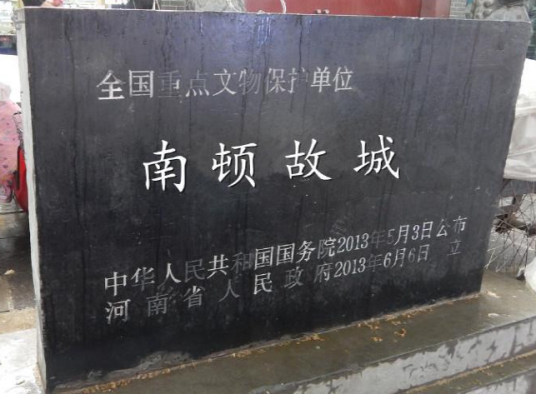 全国重点文物保护单位
南顿故城
中华人民共和国国务院2013年5月3日公布
河南省人民政府2013年6月6日 立